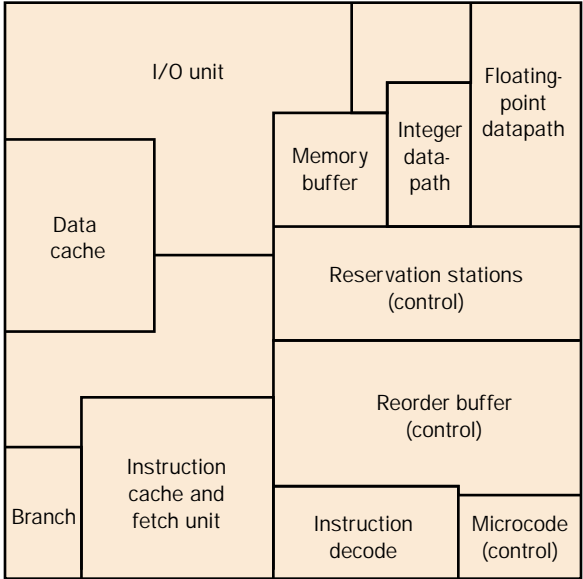 I/O unit
Floating-
point
datapath
Integer
data-
path
Memory
buffer
Data
cache
Reservation stations
(control)
Reorder buffer
(control)
Instruction
cache and
fetch unit
Branch
Instruction
decode
Microcode
(control)